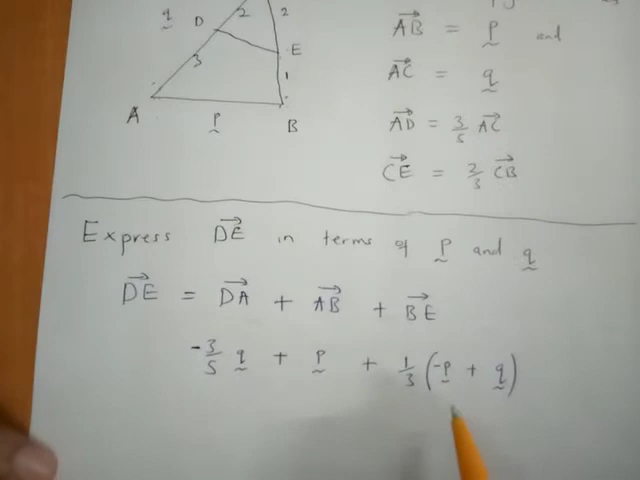 q D 2 2
3 E
1
A p B
AB = p and
AC = q
AD = 3/5 AC
CE = 2/3 CB
Express DE in terms of p and q
DE = DA + AB + BE
-3/5 q + p + 1/3 (-p + q)